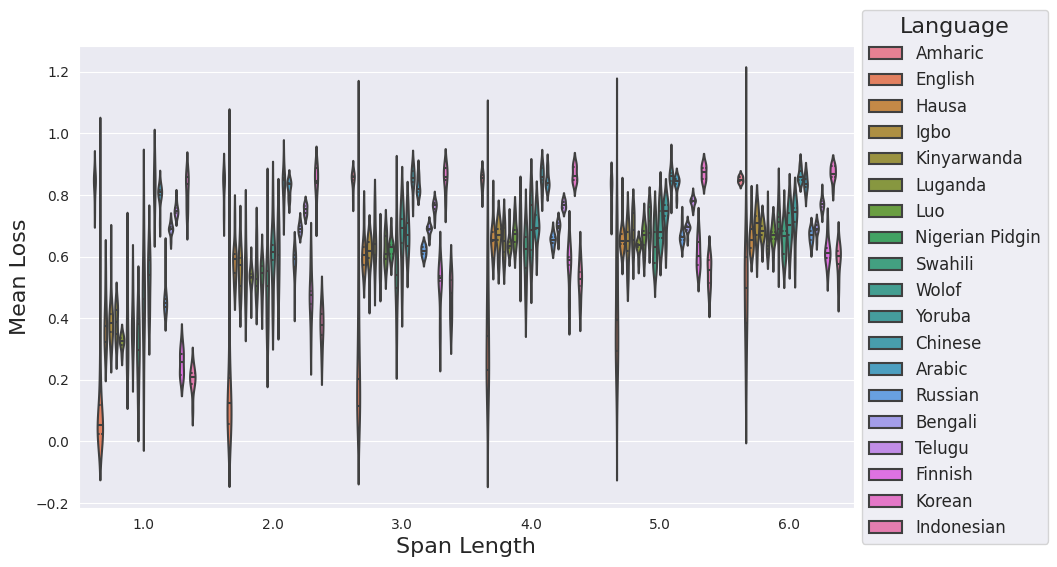 Language
Amharic
English
Hausa
Igbo
Kinyarwanda
Luganda
Luo
Nigerian Pidgin
Swahili
Wolof
Yoruba
Chinese
Arabic
Russian
Bengali
Telugu
Finnish
Korean
Indonesian
Mean Loss
1.2
1.0
0.8
0.6
0.4
0.2
0.0
−0.2
1.0 2.0 3.0 4.0 5.0 6.0
Span Length